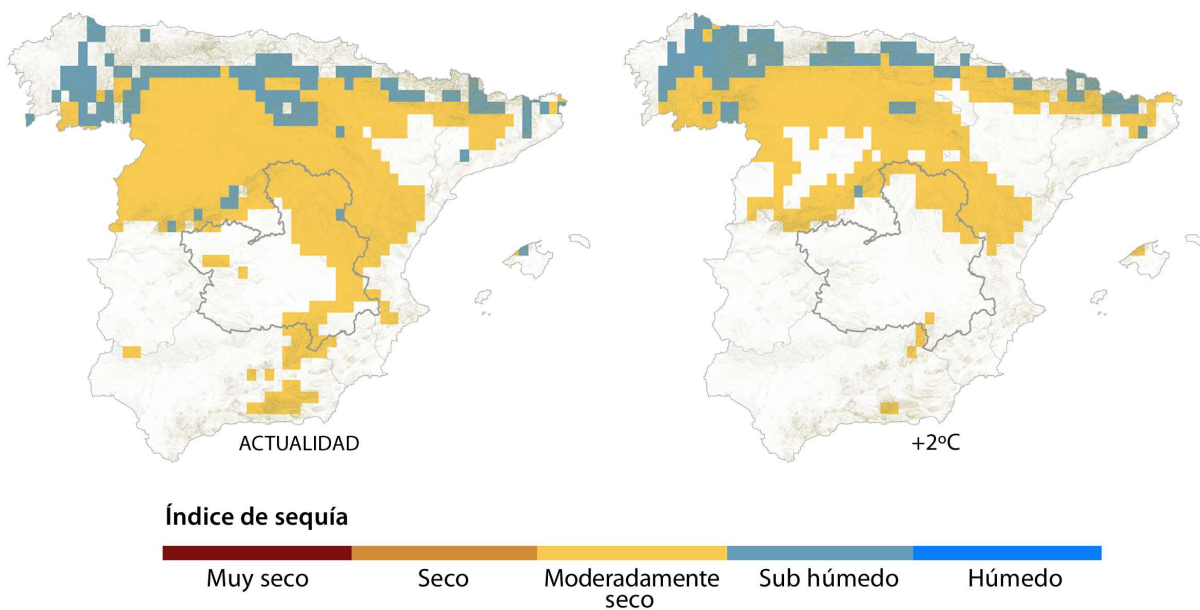 ACTUALIDAD
+2ºC
Índice de sequía
Muy seco
Seco
Moderadamente
seco
Sub húmedo
Húmedo